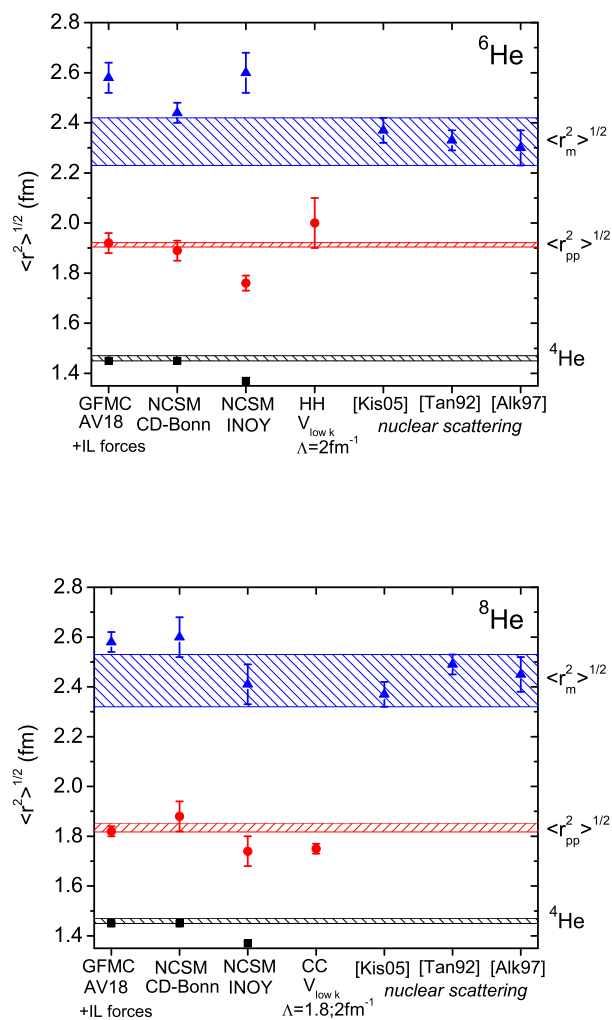 2.8
2.6
2.4
2.2
2.0
1.8
1.6
1.4
<r²>^1/2 (fm)
⁶He
<r²ₘ>^1/2
<r²pp>^1/2
⁴He
GFMC NCSM NCSM HH [Kis05] [Tan92] [Alk97]
AV18 CD-Bonn INOY V low k nuclear scattering
+IL forces Λ=2fm⁻¹
2.8
2.6
2.4
2.2
2.0
1.8
1.6
1.4
<r²>^1/2 (fm)
⁸He
<r²ₘ>^1/2
<r²pp>^1/2
⁴He
GFMC NCSM NCSM CC [Kis05] [Tan92] [Alk97]
AV18 CD-Bonn INOY V low k nuclear scattering
+IL forces Λ=1.8;2fm⁻¹